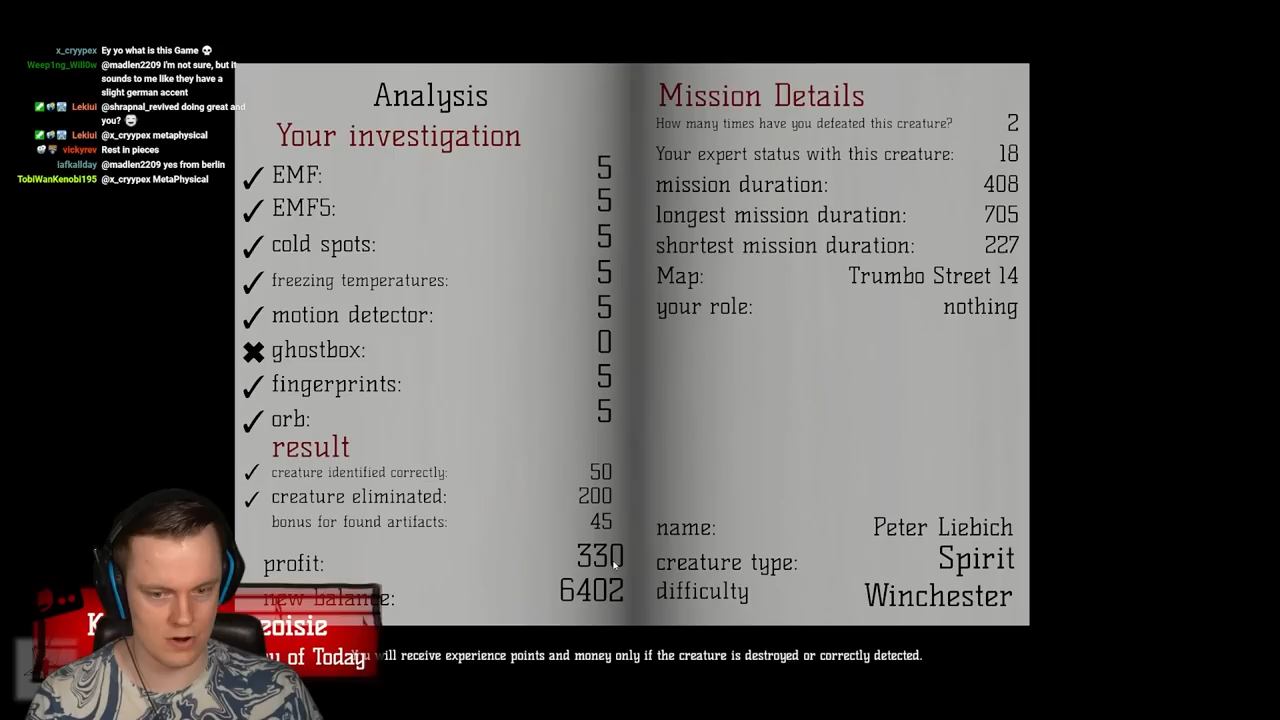 x_cryypex Ey yo what is this Game 💀
Weep1ng_Will0w @madlen2209 I'm not sure, but it
sounds to me like they have a
slight german accent
Lekiui @shrapnal_revived doing great and
you? 😇
Lekiui @x_cryypex metaphysical
vickyrev Rest in pieces
iafkallday @madlen2209 yes from berlin
TobiWanKenobi195 @x_cryypex MetaPhysical
Analysis
Your investigation
EMF: 5
EMF5: 5
cold spots: 5
freezing temperatures: 5
motion detector: 5
ghostbox: 0
fingerprints: 5
orb: 5
result
creature identified correctly: 50
creature eliminated: 200
bonus for found artifacts: 45
profit: 330
new balance: 6402
Mission Details
How many times have you defeated this creature? 2
Your expert status with this creature: 18
mission duration: 408
longest mission duration: 705
shortest mission duration: 227
Map: Trumbo Street 14
your role: nothing
name: Peter Liebich
creature type: Spirit
difficulty Winchester
of Today
will receive experience points and money only if the creature is destroyed or correctly detected.